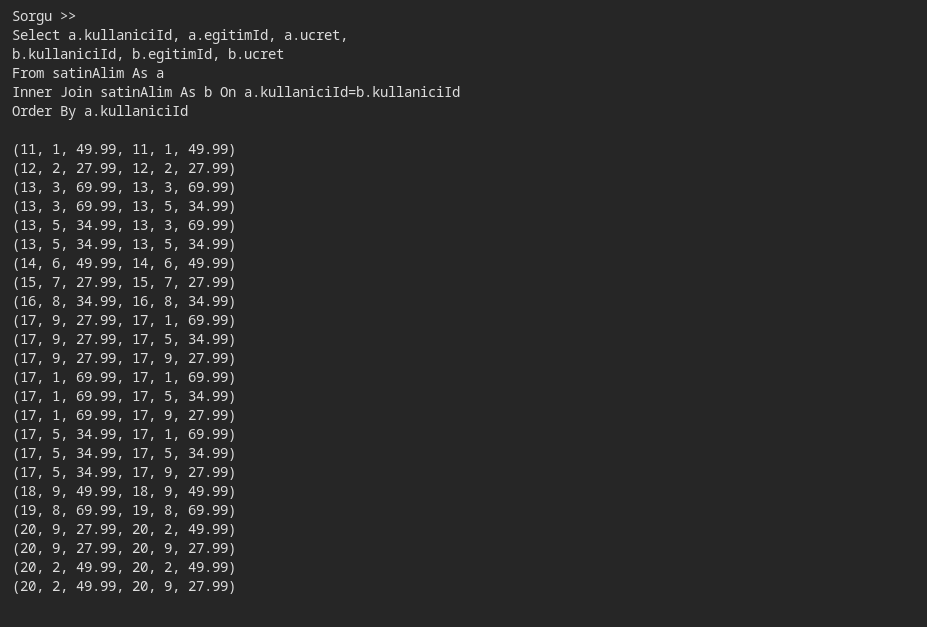 Sorgu >>
Select a.kullaniciId, a.egitimId, a.ucret,
b.kullaniciId, b.egitimId, b.ucret
From satinAlim As a
Inner Join satinAlim As b On a.kullaniciId=b.kullaniciId
Order By a.kullaniciId
(11, 1, 49.99, 11, 1, 49.99)
(12, 2, 27.99, 12, 2, 27.99)
(13, 3, 69.99, 13, 3, 69.99)
(13, 3, 69.99, 13, 5, 34.99)
(13, 5, 34.99, 13, 3, 69.99)
(13, 5, 34.99, 13, 5, 34.99)
(14, 6, 49.99, 14, 6, 49.99)
(15, 7, 27.99, 15, 7, 27.99)
(16, 8, 34.99, 16, 8, 34.99)
(17, 9, 27.99, 17, 1, 69.99)
(17, 9, 27.99, 17, 5, 34.99)
(17, 9, 27.99, 17, 9, 27.99)
(17, 1, 69.99, 17, 1, 69.99)
(17, 1, 69.99, 17, 5, 34.99)
(17, 1, 69.99, 17, 9, 27.99)
(17, 5, 34.99, 17, 1, 69.99)
(17, 5, 34.99, 17, 5, 34.99)
(17, 5, 34.99, 17, 9, 27.99)
(18, 9, 49.99, 18, 9, 49.99)
(19, 8, 69.99, 19, 8, 69.99)
(20, 9, 27.99, 20, 2, 49.99)
(20, 9, 27.99, 20, 9, 27.99)
(20, 2, 49.99, 20, 2, 49.99)
(20, 2, 49.99, 20, 9, 27.99)